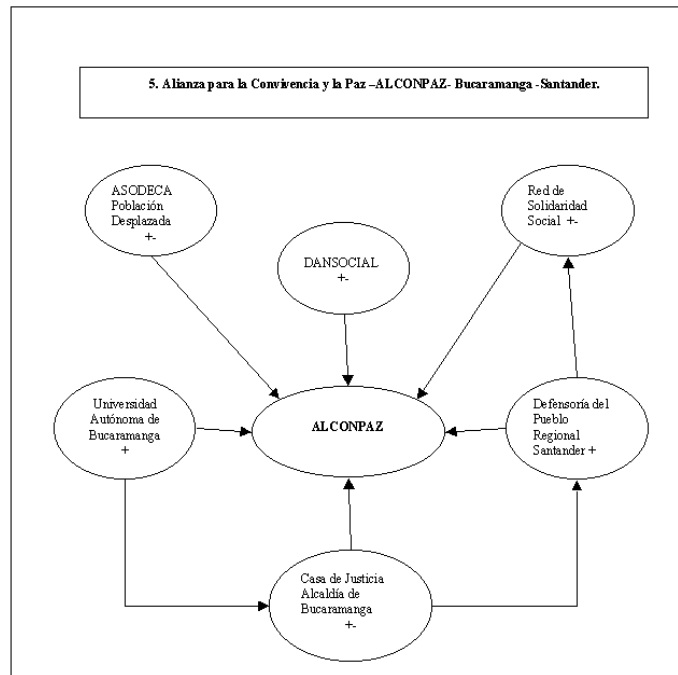 5. Alianza para la Convivencia y la Paz –ALCONPAZ- Bucaramanga -Santander.
ASODECA
Población
Desplazada
+-
Red de
Solidaridad
Social +-
DANSOCIAL
+-
Universidad
Autónoma de
Bucaramanga
+
ALCONPAZ
Defensoría del
Pueblo
Regional
Santander +
Casa de Justicia
Alcaldía de
Bucaramanga
+-